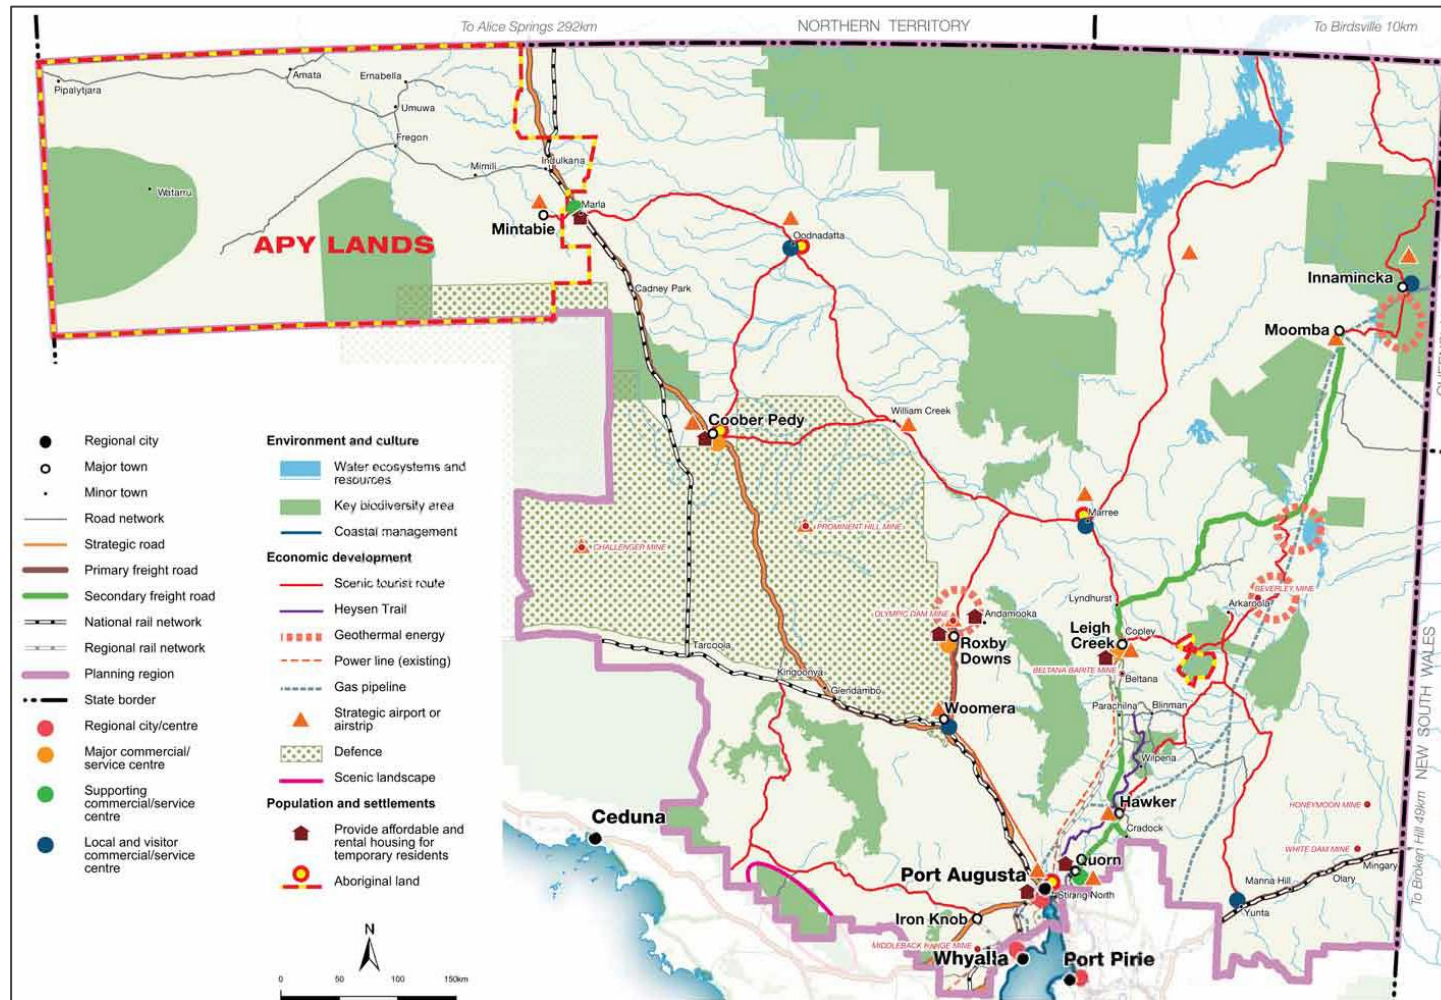 To Alice Springs 292km
NORTHERN TERRITORY
To Birdsville 10km
Pipalyatjara
Amata
Ernabella
Umuwa
Fregon
Mimili
Indulkana
Watarru
APY LANDS
Mintabie
Marla
Oodnadatta
Cadney Park
Innamincka
Moomba
Coober Pedy
William Creek
PROMINENT HILL MINE
CHALLENGER MINE
Marree
OLYMPIC DAM MINE
Andamooka
Roxby
Downs
Lyndhurst
Arkaroola
BEVERLEY MINE
Leigh
Creek
Copley
BELTANA BARITE MINE
Beltana
Tarcoola
Kingoonya
Glendambo
Woomera
Parachilna
Blinman
Wilpena
Hawker
Cradock
HONEYMOON MINE
WHITE DAM MINE
Mingary
Olary
Manna Hill
Yunta
Ceduna
Quorn
Port Augusta
Stirling North
Iron Knob
MIDDLEBACK RANGE MINE
Whyalla
Port Pirie
NEW SOUTH WALES
To Broken Hill 49km
Regional city
Major town
Minor town
Road network
Strategic road
Primary freight road
Secondary freight road
National rail network
Regional rail network
Planning region
State border
Regional city/centre
Major commercial/
service centre
Supporting
commercial/service
centre
Local and visitor
commercial/service
centre
Environment and culture
Water ecosystems and
resources
Key biodiversity area
Coastal management
Economic development
Scenic tourist route
Heysen Trail
Geothermal energy
Power line (existing)
Gas pipeline
Strategic airport or
airstrip
Defence
Scenic landscape
Population and settlements
Provide affordable and
rental housing for
temporary residents
Aboriginal land
N
0 50 100 150km